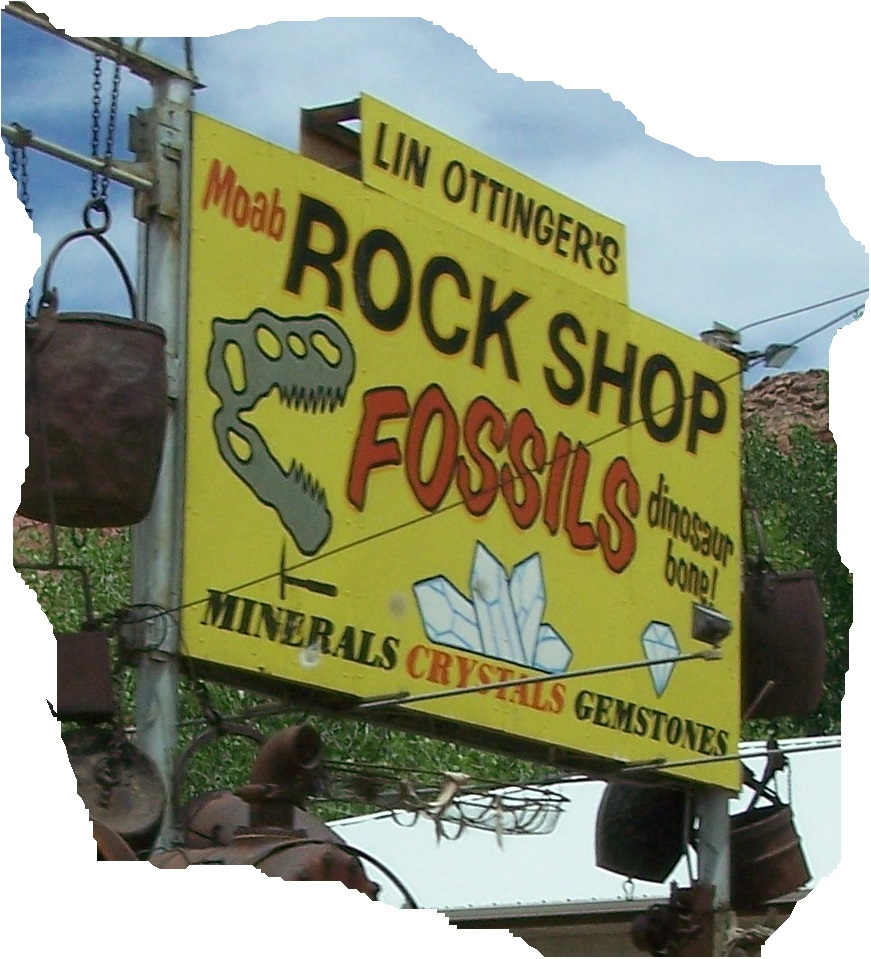 LIN OTTINGER'S
Moab
ROCK SHOP
FOSSILS
dinosaur
bone!
MINERALS CRYSTALS GEMSTONES